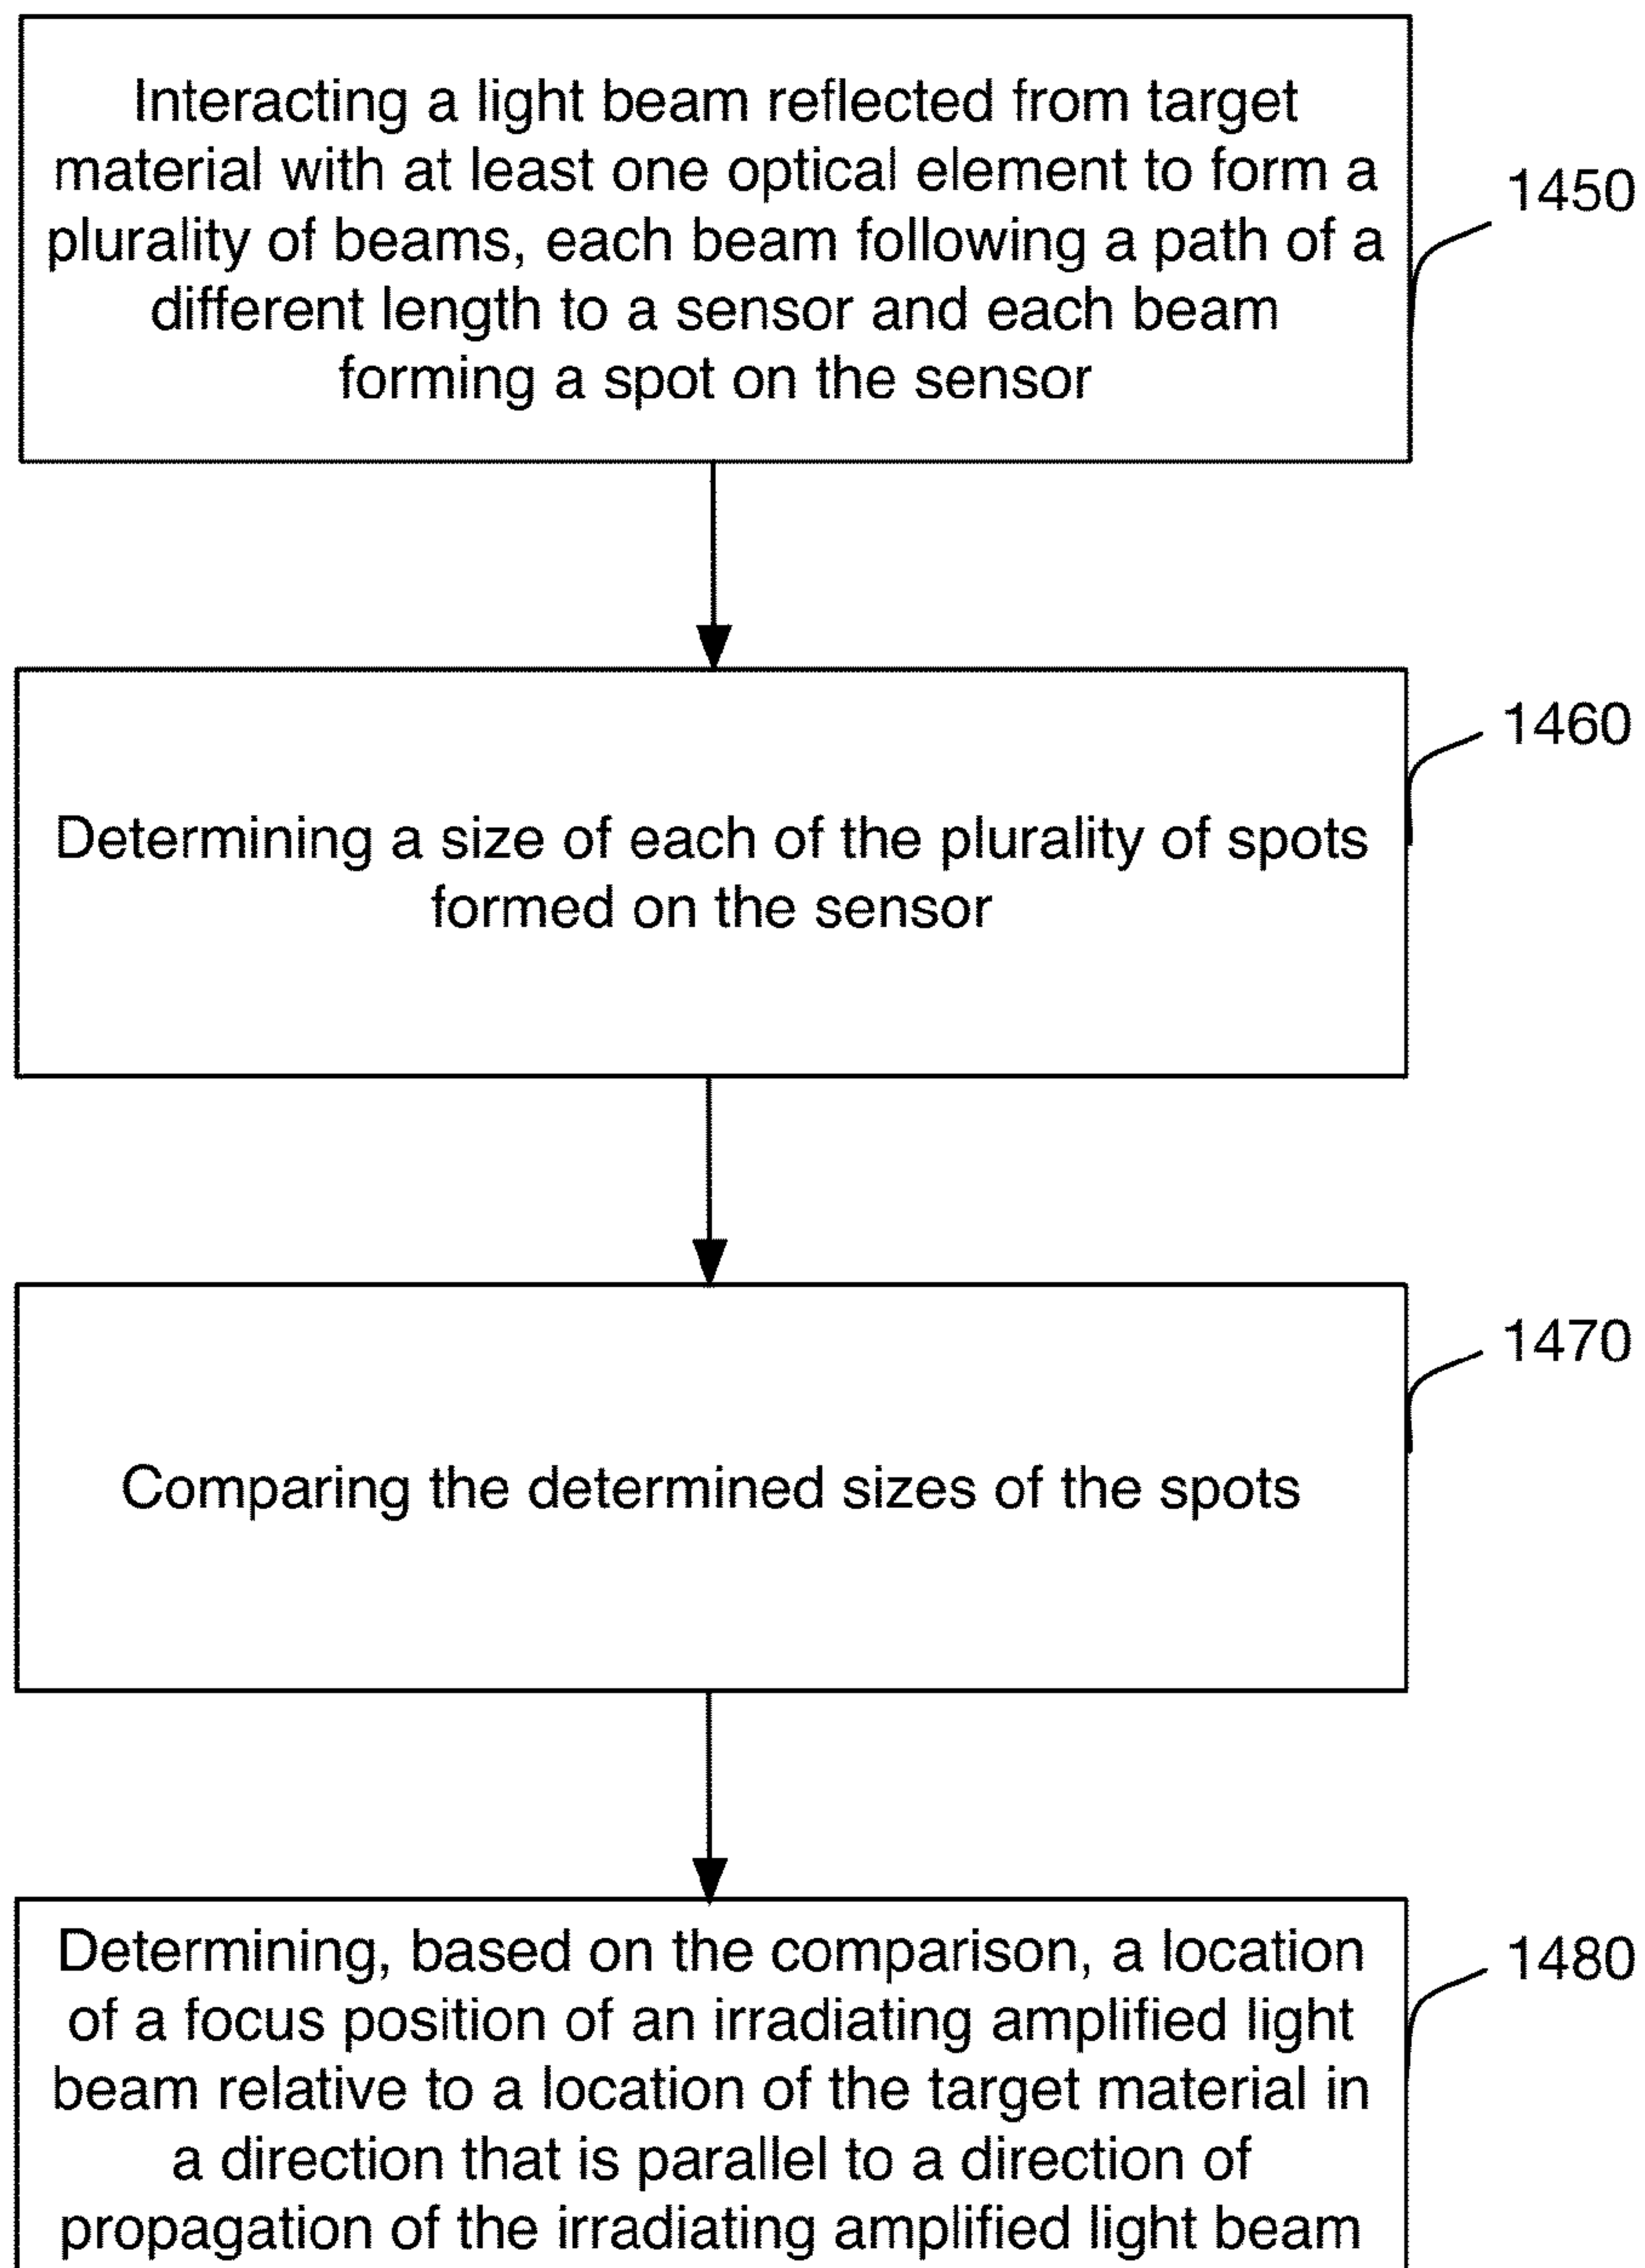 Interacting a light beam reflected from target
material with at least one optical element to form a
plurality of beams, each beam following a path of a
different length to a sensor and each beam
forming a spot on the sensor
1450
Determining a size of each of the plurality of spots
formed on the sensor
1460
Comparing the determined sizes of the spots
1470
Determining, based on the comparison, a location
of a focus position of an irradiating amplified light
beam relative to a location of the target material in
a direction that is parallel to a direction of
propagation of the irradiating amplified light beam
1480